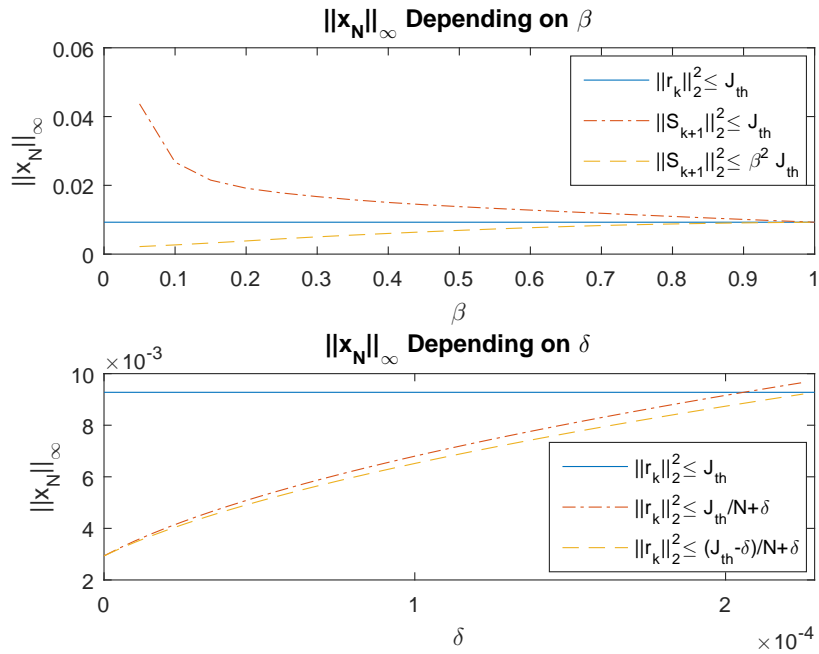 ||x_N||_∞ Depending on β
0.06
0.04
0.02
0
||x_N||_∞
||r_k||_2^2 ≤ J_th
||S_{k+1}||_2^2 ≤ J_th
||S_{k+1}||_2^2 ≤ β^2 J_th
0 0.1 0.2 0.3 0.4 0.5 0.6 0.7 0.8 0.9 1
β
||x_N||_∞ Depending on δ
×10^-3
10
8
6
4
2
||x_N||_∞
||r_k||_2^2 ≤ J_th
||r_k||_2^2 ≤ J_th/N+δ
||r_k||_2^2 ≤ (J_th-δ)/N+δ
0 1 2
δ
×10^-4